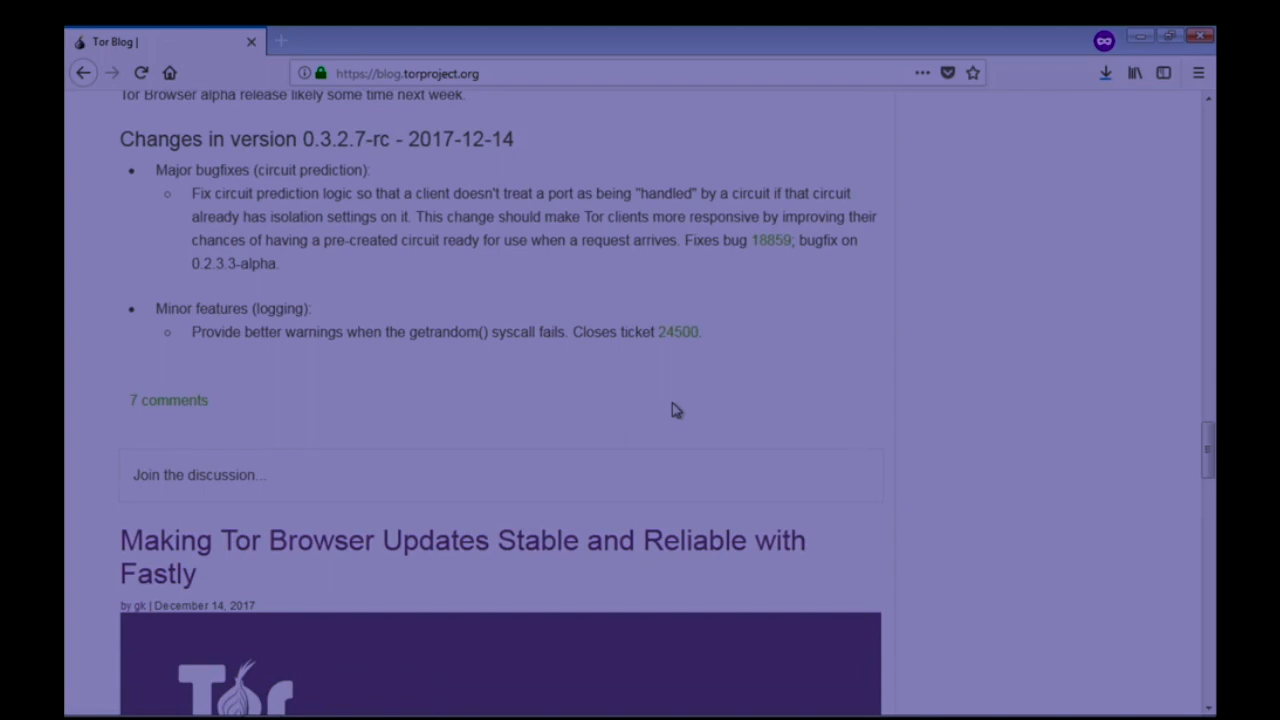 Tor Blog |
https://blog.torproject.org
Tor Browser alpha release likely some time next week.
Changes in version 0.3.2.7-rc - 2017-12-14
Major bugfixes (circuit prediction):
Fix circuit prediction logic so that a client doesn't treat a port as being "handled" by a circuit if that circuit
already has isolation settings on it. This change should make Tor clients more responsive by improving their
chances of having a pre-created circuit ready for use when a request arrives. Fixes bug 18859; bugfix on
0.2.3.3-alpha.
Minor features (logging):
Provide better warnings when the getrandom() syscall fails. Closes ticket 24500.
7 comments
Join the discussion...
Making Tor Browser Updates Stable and Reliable with
Fastly
by gk | December 14, 2017
Tor